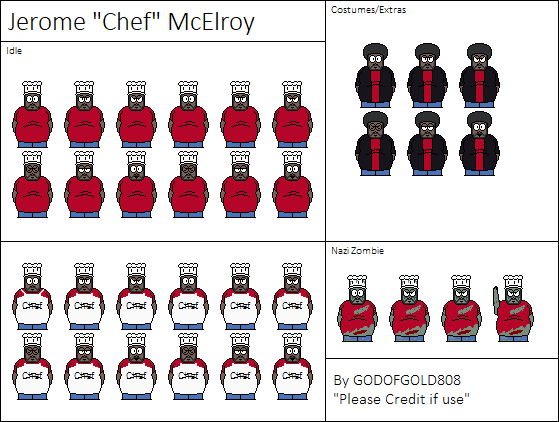 Jerome "Chef" McElroy
Costumes/Extras
Idle
Chef Chef Chef Chef Chef Chef
Chef Chef Chef Chef Chef Chef
Nazi Zombie
By GODOFGOLD808
"Please Credit if use"